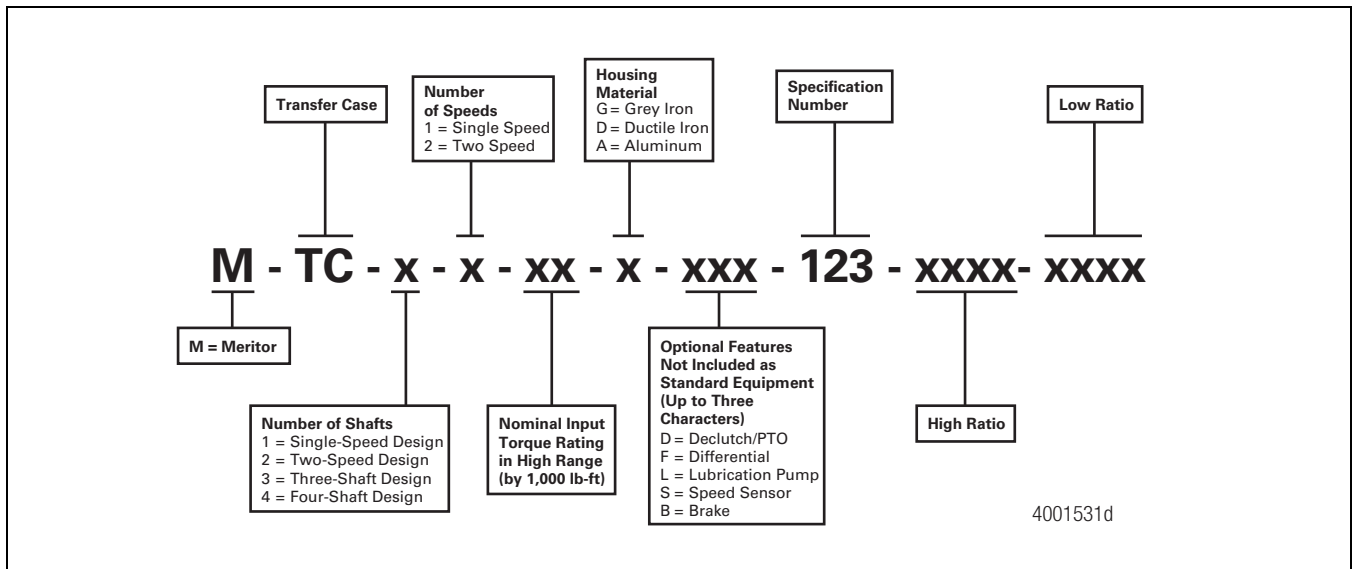 Transfer Case
Number
of Speeds
1 = Single Speed
2 = Two Speed
Housing
Material
G = Grey Iron
D = Ductile Iron
A = Aluminum
Specification
Number
Low Ratio
M - TC - x - x - xx - x - xxx - 123 - xxxx- xxxx
M = Meritor
Number of Shafts
1 = Single-Speed Design
2 = Two-Speed Design
3 = Three-Shaft Design
4 = Four-Shaft Design
Nominal Input
Torque Rating
in High Range
(by 1,000 lb-ft)
Optional Features
Not Included as
Standard Equipment
(Up to Three
Characters)
D = Declutch/PTO
F = Differential
L = Lubrication Pump
S = Speed Sensor
B = Brake
High Ratio
4001531d